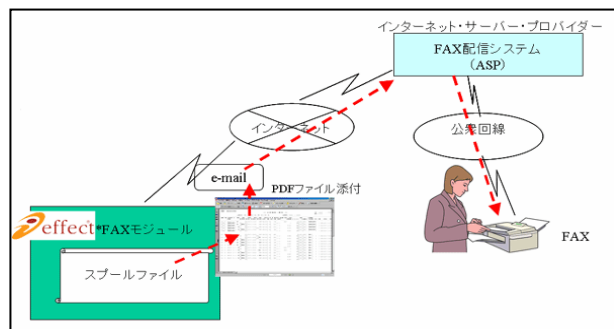 インターネット・サーバー・プロバイダー
FAX配信システム
(ASP)
インターネット
公衆回線
e-mail
PDFファイル添付
effect *FAXモジュール
スプールファイル
FAX